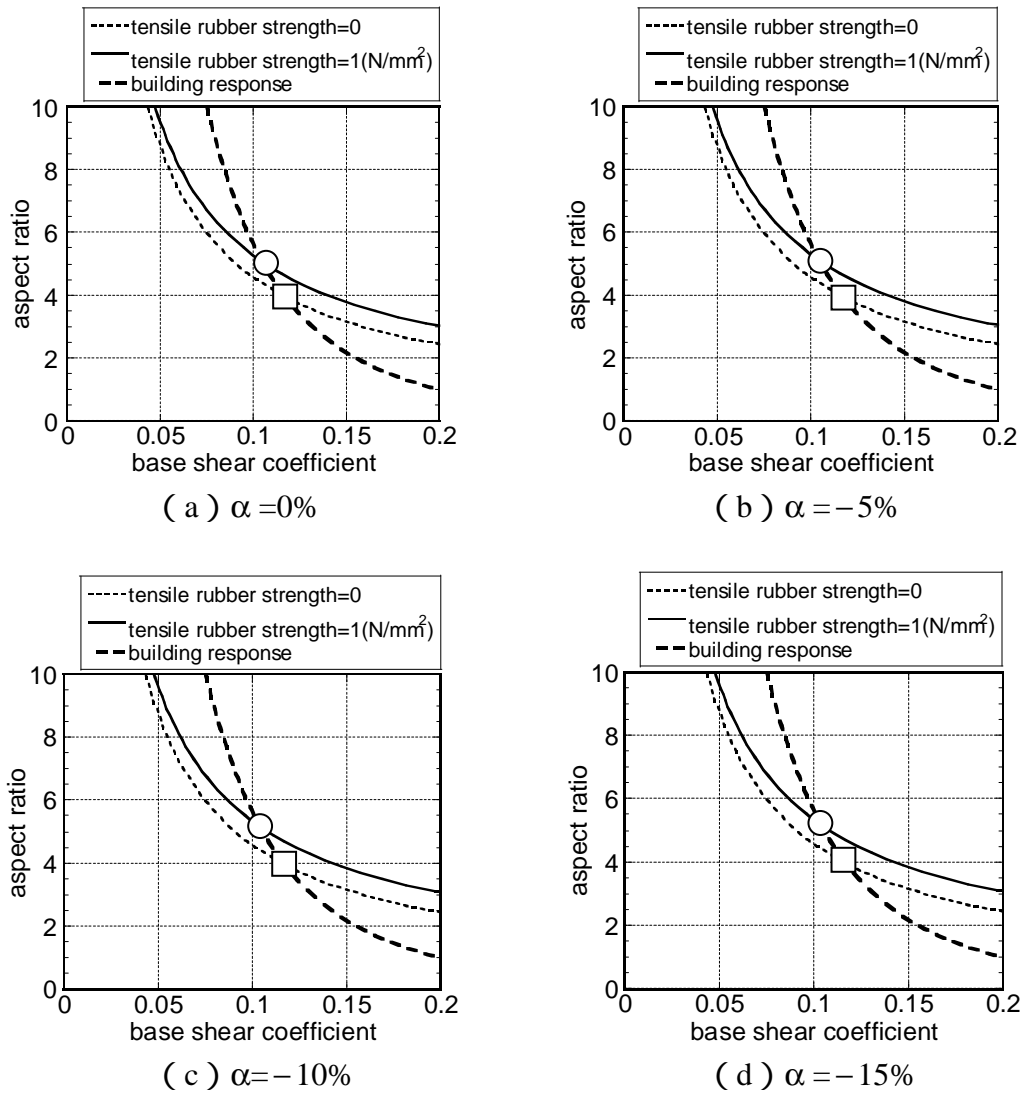 tensile rubber strength=0
tensile rubber strength=1(N/mm²)
building response
10
8
6
4
2
0
aspect ratio
0 0.05 0.1 0.15 0.2
base shear coefficient
( a ) α =0%
tensile rubber strength=0
tensile rubber strength=1(N/mm²)
building response
10
8
6
4
2
0
aspect ratio
0 0.05 0.1 0.15 0.2
base shear coefficient
( b ) α = −5%
tensile rubber strength=0
tensile rubber strength=1(N/mm²)
building response
10
8
6
4
2
0
aspect ratio
0 0.05 0.1 0.15 0.2
base shear coefficient
( c ) α= −10%
tensile rubber strength=0
tensile rubber strength=1(N/mm²)
building response
10
8
6
4
2
0
aspect ratio
0 0.05 0.1 0.15 0.2
base shear coefficient
( d ) α = −15%